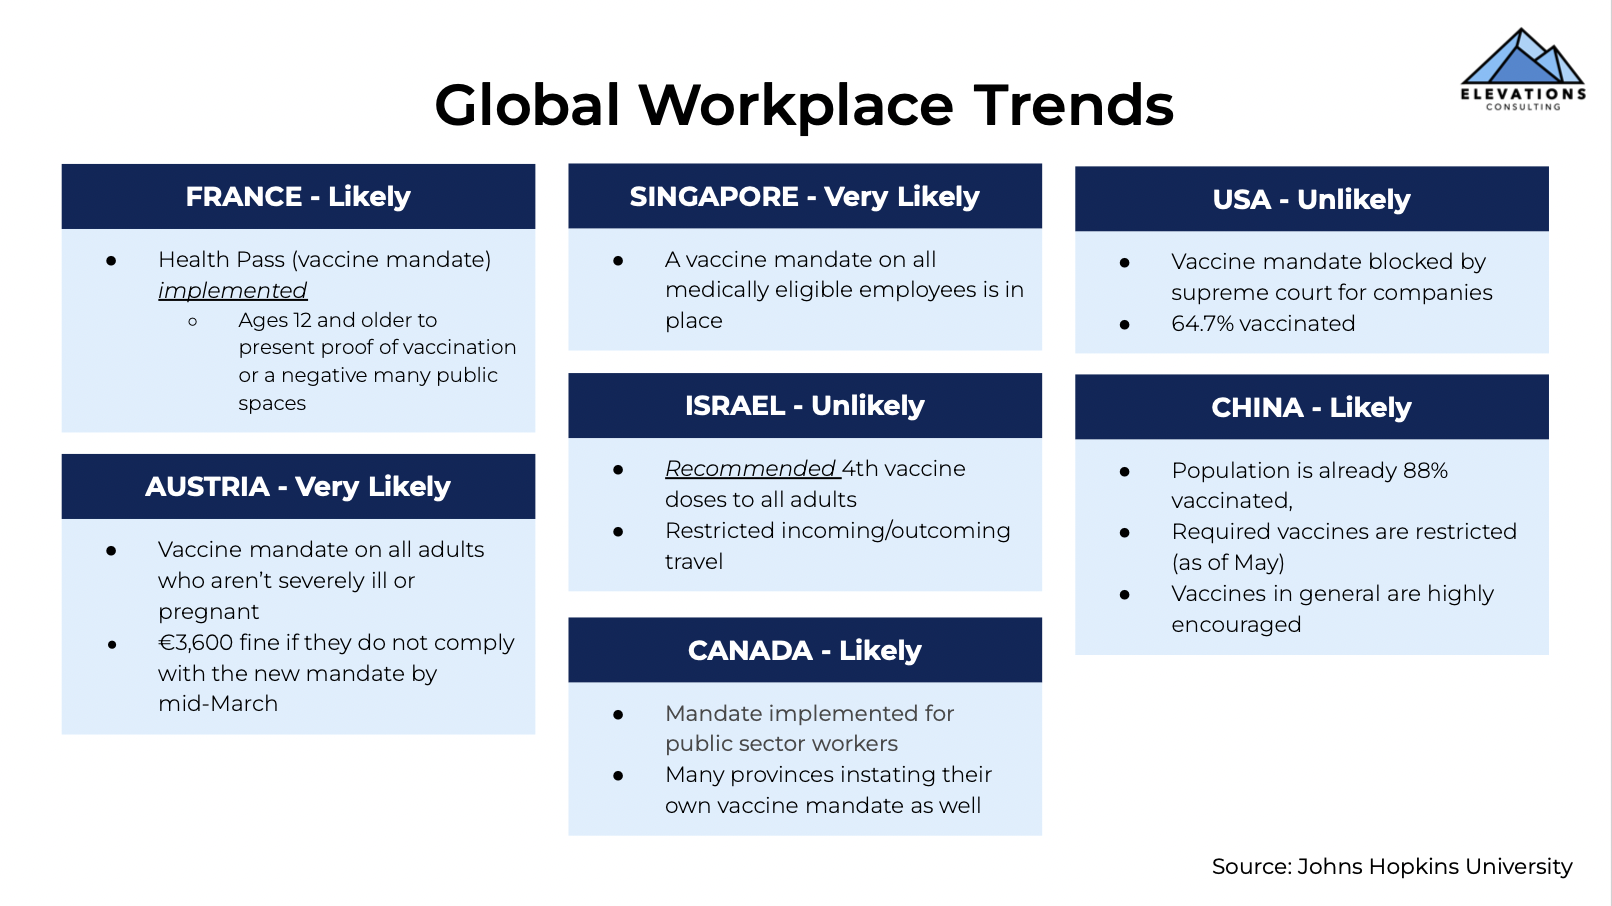 ELEVATIONS
CONSULTING
Global Workplace Trends
FRANCE - Likely
● Health Pass (vaccine mandate)
implemented
○ Ages 12 and older to
present proof of vaccination
or a negative many public
spaces
AUSTRIA - Very Likely
● Vaccine mandate on all adults
who aren’t severely ill or
pregnant
● €3,600 fine if they do not comply
with the new mandate by
mid-March
SINGAPORE - Very Likely
● A vaccine mandate on all
medically eligible employees is in
place
ISRAEL - Unlikely
● Recommended 4th vaccine
doses to all adults
● Restricted incoming/outcoming
travel
CANADA - Likely
● Mandate implemented for
public sector workers
● Many provinces instating their
own vaccine mandate as well
USA - Unlikely
● Vaccine mandate blocked by
supreme court for companies
● 64.7% vaccinated
CHINA - Likely
● Population is already 88%
vaccinated,
● Required vaccines are restricted
(as of May)
● Vaccines in general are highly
encouraged
Source: Johns Hopkins University